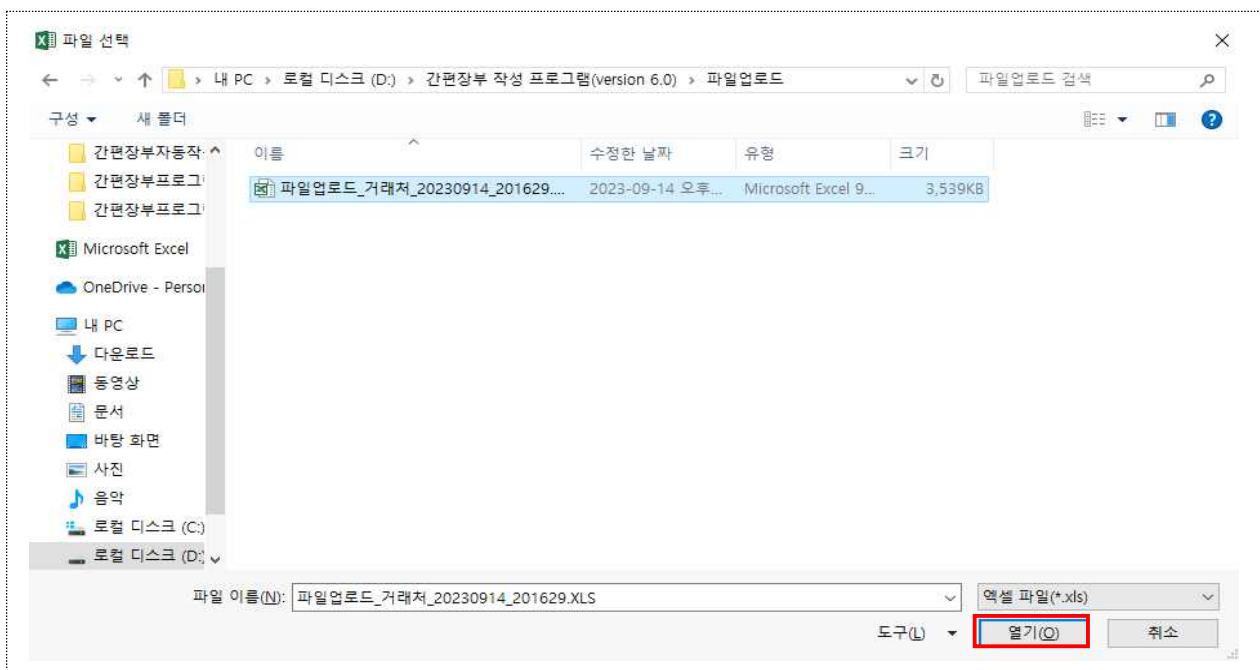 파일 선택
내 PC › 로컬 디스크 (D:) › 간편장부 작성 프로그램(version 6.0) › 파일업로드
파일업로드 검색
구성 새 폴더
이름 수정한 날짜 유형 크기
파일업로드_거래처_20230914_201629.... 2023-09-14 오후... Microsoft Excel 9... 3,539KB
간편장부자동작
간편장부프로그
간편장부프로그
Microsoft Excel
OneDrive - Person
내 PC
다운로드
동영상
문서
바탕 화면
사진
음악
로컬 디스크 (C:)
로컬 디스크 (D:)
파일 이름(N): 파일업로드_거래처_20230914_201629.XLS 엑셀 파일(*.xls)
도구(L) 열기(O) 취소